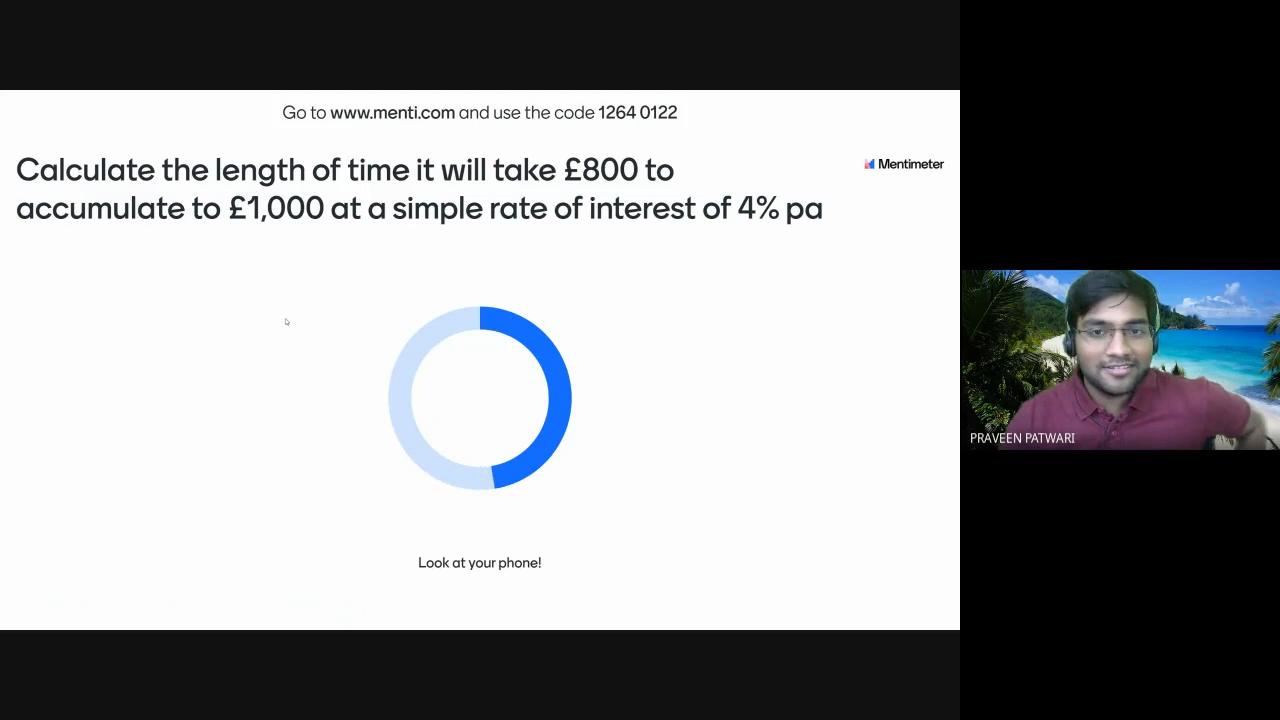 Go to www.menti.com and use the code 1264 0122
Calculate the length of time it will take £800 to
accumulate to £1,000 at a simple rate of interest of 4% pa
Mentimeter
Look at your phone!
PRAVEEN PATWARI